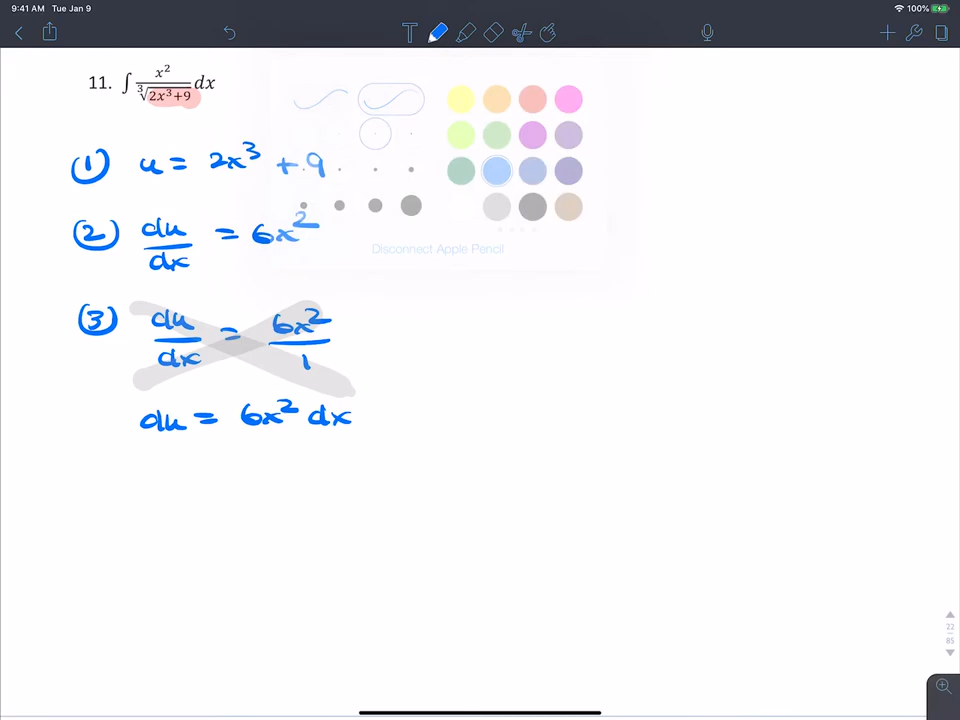 9:41 AM Tue Jan 9
100%
11. ∫ x² / ∛(2x³+9) dx
① u = 2x³ + 9
② du/dx = 6x²
Disconnect Apple Pencil
③ du/dx = 6x²/1
du = 6x² dx
22
85